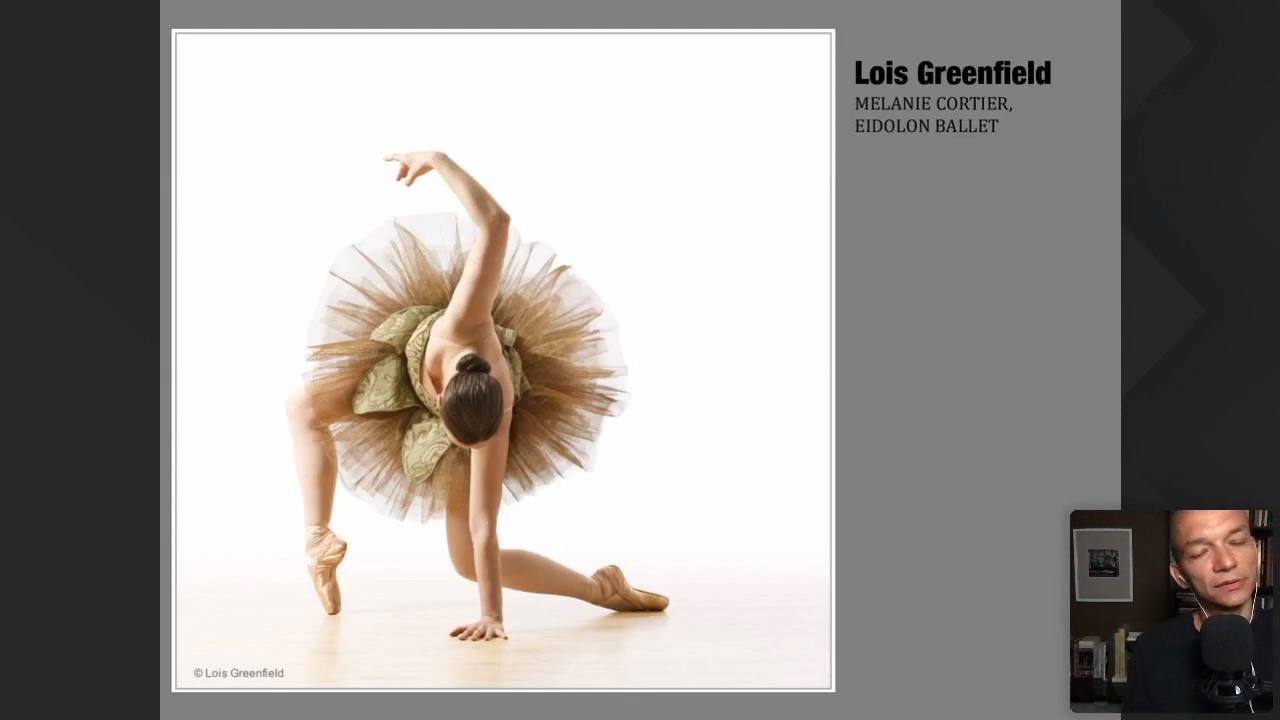 Lois Greenfield
MELANIE CORTIER,
EIDOLON BALLET
© Lois Greenfield